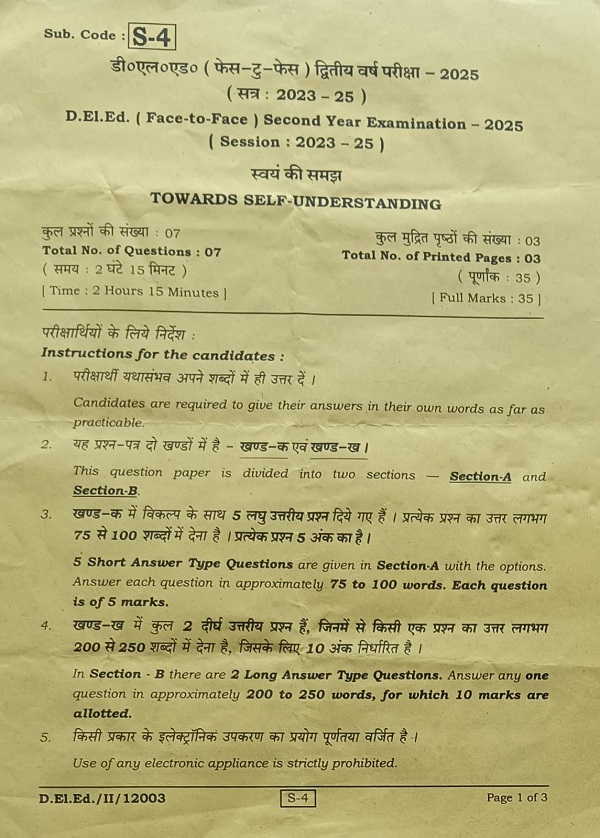 Sub. Code : S-4
डी०एल०एड० ( फेस-टु-फेस ) द्वितीय वर्ष परीक्षा – 2025
( सत्र : 2023 – 25 )
D.El.Ed. ( Face-to-Face ) Second Year Examination – 2025
( Session : 2023 – 25 )
स्वयं की समझ
TOWARDS SELF-UNDERSTANDING
कुल प्रश्नों की संख्या : 07
Total No. of Questions : 07
( समय : 2 घंटे 15 मिनट )
[ Time : 2 Hours 15 Minutes ]
कुल मुद्रित पृष्ठों की संख्या : 03
Total No. of Printed Pages : 03
( पूर्णांक : 35 )
[ Full Marks : 35 ]
परीक्षार्थियों के लिये निर्देश :
Instructions for the candidates :
1. परीक्षार्थी यथासंभव अपने शब्दों में ही उत्तर दें ।
Candidates are required to give their answers in their own words as far as
practicable.
2. यह प्रश्न-पत्र दो खण्डों में है – खण्ड-क एवं खण्ड-ख ।
This question paper is divided into two sections — Section-A and
Section-B.
3. खण्ड-क में विकल्प के साथ 5 लघु उत्तरीय प्रश्न दिये गए हैं । प्रत्येक प्रश्न का उत्तर लगभग
75 से 100 शब्दों में देना है । प्रत्येक प्रश्न 5 अंक का है ।
5 Short Answer Type Questions are given in Section-A with the options.
Answer each question in approximately 75 to 100 words. Each question
is of 5 marks.
4. खण्ड-ख में कुल 2 दीर्घ उत्तरीय प्रश्न हैं, जिनमें से किसी एक प्रश्न का उत्तर लगभग
200 से 250 शब्दों में देना है, जिसके लिए 10 अंक निर्धारित है ।
In Section - B there are 2 Long Answer Type Questions. Answer any one
question in approximately 200 to 250 words, for which 10 marks are
allotted.
5. किसी प्रकार के इलेक्ट्रॉनिक उपकरण का प्रयोग पूर्णतया वर्जित है ।
Use of any electronic appliance is strictly prohibited.
D.El.Ed./II/12003 S-4 Page 1 of 3